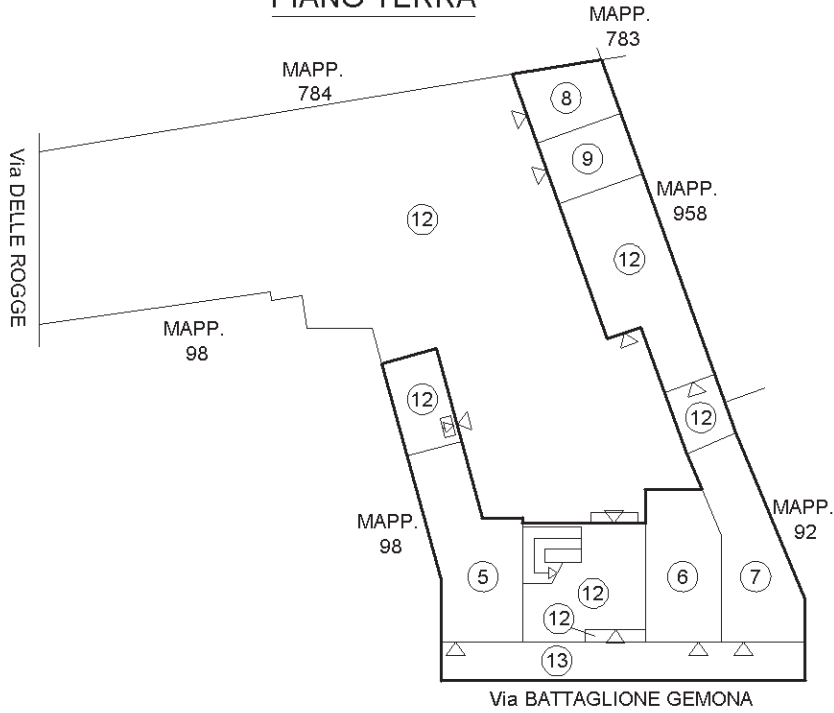 PIANO TERRA
MAPP.
783
MAPP.
784
8
Via DELLE ROGGE
9
MAPP.
958
12
12
MAPP.
98
12
12
MAPP.
98
MAPP.
92
5
12
6
7
12
13
Via BATTAGLIONE GEMONA